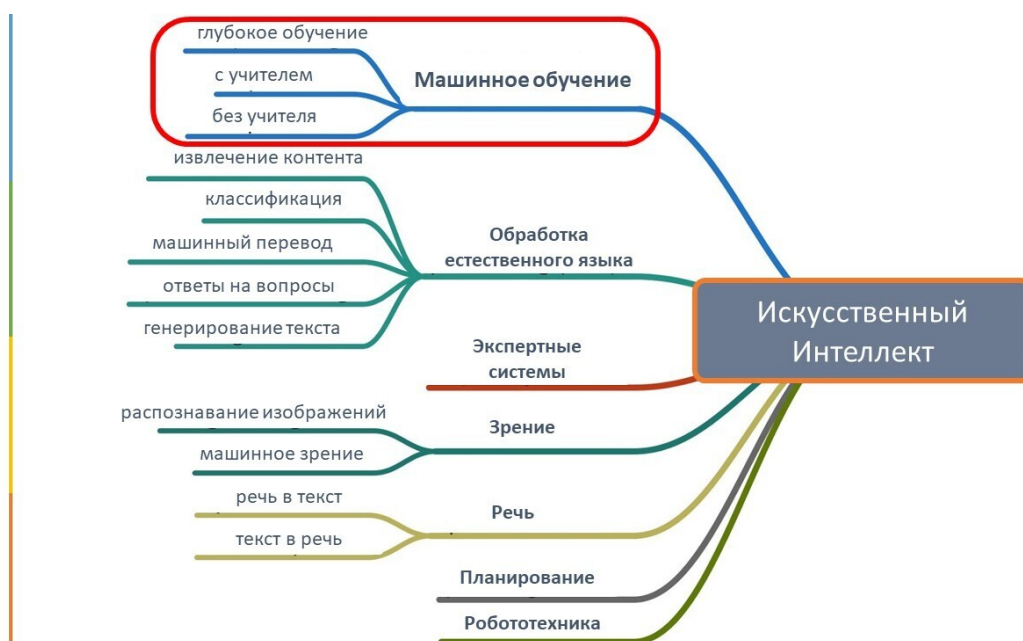 глубокое обучение
с учителем
без учителя
Машинное обучение
извлечение контента
классификация
машинный перевод
ответы на вопросы
генерирование текста
Обработка
естественного языка
Экспертные
системы
распознавание изображений
машинное зрение
Зрение
речь в текст
текст в речь
Речь
Планирование
Робототехника
Искусственный
Интеллект